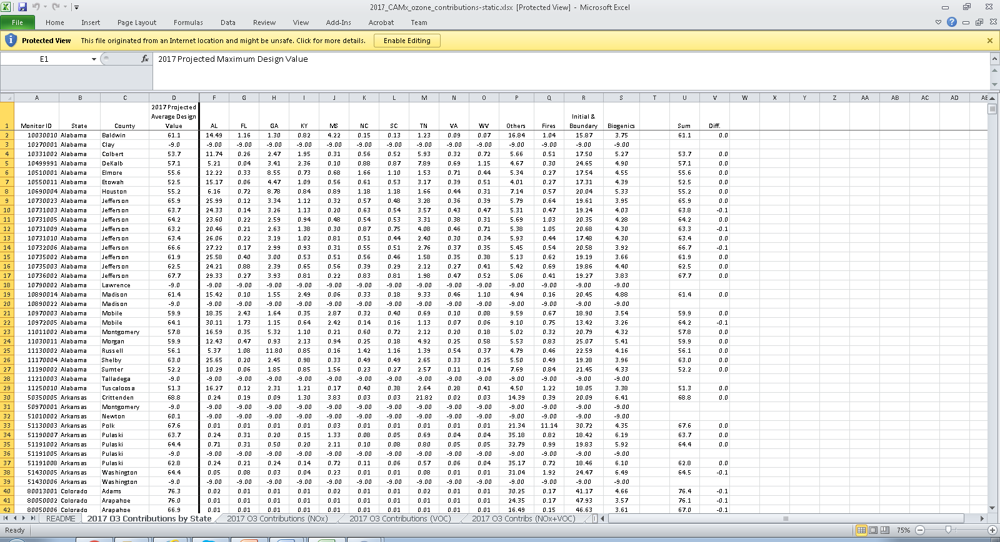 2017_CAMx_ozone_contributions-static.xlsx [Protected View] - Microsoft Excel
File Home Insert Page Layout Formulas Data Review View Add-Ins Acrobat Team
Protected View This file originated from an Internet location and might be unsafe. Click for more details. Enable Editing
E1 fx 2017 Projected Maximum Design Value
A B C D F G H I J K L M N O P Q R S T U V W X Y Z AA AB AC AD AE
2017 Projected
Average Design
Initial &
1 Monitor ID State County Value AL FL GA KY MS NC SC TN VA WV Others Fires Boundary Biogenics Sum Diff.
2 10030010 Alabama Baldwin 61.1 14.49 1.16 1.30 0.82 4.22 0.15 0.13 1.23 0.09 0.07 16.84 1.04 15.87 3.75 61.1 0.0
3 10270001 Alabama Clay -9.0 -9.00 -9.00 -9.00 -9.00 -9.00 -9.00 -9.00 -9.00 -9.00 -9.00 -9.00 -9.00 -9.00 -9.00
4 10331002 Alabama Colbert 53.7 11.74 0.26 2.47 1.95 0.31 0.56 0.52 5.93 0.32 0.72 5.66 0.51 17.50 5.27 53.7 0.0
5 10499991 Alabama DeKalb 57.1 5.21 0.04 3.41 2.36 0.10 0.88 0.87 7.89 0.69 1.15 4.67 0.30 24.65 4.90 57.1 0.0
6 10510001 Alabama Elmore 55.6 12.22 0.33 8.55 0.73 0.68 1.66 1.10 1.53 0.71 0.44 5.34 0.27 17.54 4.55 55.6 0.0
7 10550011 Alabama Etowah 52.5 15.17 0.06 4.47 1.09 0.56 0.61 0.53 3.17 0.39 0.51 4.01 0.27 17.31 4.39 52.5 0.0
8 10690004 Alabama Houston 55.2 6.16 0.72 8.78 0.84 0.89 1.18 1.18 1.66 0.44 0.31 7.14 0.57 20.04 5.33 55.2 0.0
9 10730023 Alabama Jefferson 65.9 25.99 0.12 3.34 1.12 0.32 0.57 0.48 3.28 0.36 0.39 5.79 0.64 19.61 3.95 65.9 0.0
10 10731003 Alabama Jefferson 63.7 24.33 0.14 3.26 1.13 0.20 0.63 0.54 3.57 0.43 0.47 5.31 0.47 19.24 4.03 63.8 -0.1
11 10731005 Alabama Jefferson 64.2 23.60 0.22 2.59 0.94 0.48 0.54 0.53 3.31 0.38 0.31 5.69 1.03 20.35 4.28 64.2 0.0
12 10731009 Alabama Jefferson 63.2 20.46 0.21 2.63 1.38 0.30 0.87 0.75 4.08 0.46 0.71 5.38 1.05 20.68 4.30 63.3 -0.1
13 10731010 Alabama Jefferson 63.4 26.06 0.22 3.19 1.02 0.81 0.51 0.44 2.40 0.30 0.34 5.93 0.44 17.48 4.30 63.4 0.0
14 10732006 Alabama Jefferson 66.6 27.22 0.17 2.99 0.93 0.31 0.55 0.51 2.76 0.37 0.35 5.45 0.54 20.58 3.92 66.7 -0.1
15 10735002 Alabama Jefferson 61.9 25.58 0.40 3.00 0.53 0.51 0.56 0.46 1.58 0.35 0.38 5.13 0.62 19.19 3.66 61.9 0.0
16 10735003 Alabama Jefferson 62.5 24.21 0.88 2.39 0.65 0.56 0.39 0.29 2.12 0.27 0.41 5.42 0.69 19.86 4.40 62.5 0.0
17 10736002 Alabama Jefferson 67.7 29.33 0.27 3.93 0.81 0.22 0.83 0.81 1.98 0.47 0.52 5.06 0.41 19.27 3.83 67.7 0.0
18 10790002 Alabama Lawrence -9.0 -9.00 -9.00 -9.00 -9.00 -9.00 -9.00 -9.00 -9.00 -9.00 -9.00 -9.00 -9.00 -9.00 -9.00
19 10890014 Alabama Madison 61.4 15.42 0.10 1.55 2.49 0.06 0.33 0.18 9.33 0.46 1.10 4.94 0.16 20.45 4.88 61.4 0.0
20 10890022 Alabama Madison -9.0 -9.00 -9.00 -9.00 -9.00 -9.00 -9.00 -9.00 -9.00 -9.00 -9.00 -9.00 -9.00 -9.00 -9.00
21 10970003 Alabama Mobile 59.9 18.35 2.43 1.64 0.35 2.87 0.32 0.40 0.69 0.10 0.08 9.59 0.67 18.90 3.54 59.9 0.0
22 10972005 Alabama Mobile 64.1 30.11 1.73 1.15 0.64 2.42 0.14 0.16 1.13 0.07 0.06 9.10 0.75 13.42 3.26 64.2 -0.1
23 11011002 Alabama Montgomery 57.8 16.59 0.35 5.32 1.10 0.21 0.60 0.72 2.12 0.20 0.18 5.02 0.32 20.79 4.32 57.8 0.0
24 11030011 Alabama Morgan 59.9 12.43 0.47 0.93 2.13 0.94 0.25 0.18 4.92 0.25 0.58 5.53 0.83 25.07 5.41 59.9 0.0
25 11130002 Alabama Russell 56.1 5.37 1.08 11.80 0.85 0.16 1.42 1.16 1.39 0.54 0.37 4.79 0.46 22.59 4.16 56.1 0.0
26 11170004 Alabama Shelby 63.0 25.65 0.20 2.45 0.98 0.33 0.49 0.49 2.65 0.33 0.25 5.50 0.49 19.28 3.96 63.0 0.0
27 11190002 Alabama Sumter 52.2 10.29 0.06 1.85 0.85 1.56 0.23 0.27 2.57 0.11 0.14 7.69 0.84 21.45 4.33 52.2 0.0
28 11210003 Alabama Talladega -9.0 -9.00 -9.00 -9.00 -9.00 -9.00 -9.00 -9.00 -9.00 -9.00 -9.00 -9.00 -9.00 -9.00 -9.00
29 11250010 Alabama Tuscaloosa 51.3 16.27 0.12 2.31 1.21 0.17 0.40 0.38 2.64 0.28 0.41 4.50 1.22 18.05 3.38 51.3 0.0
30 50350005 Arkansas Crittenden 68.8 0.24 0.19 0.09 1.30 3.83 0.03 0.03 21.82 0.02 0.03 14.39 0.39 20.09 6.41 68.8 0.0
31 50970001 Arkansas Montgomery -9.0 -9.00 -9.00 -9.00 -9.00 -9.00 -9.00 -9.00 -9.00 -9.00 -9.00 -9.00 -9.00 -9.00 -9.00
32 51010002 Arkansas Newton 60.1 -9.00 -9.00 -9.00 -9.00 -9.00 -9.00 -9.00 -9.00 -9.00 -9.00 -9.00 -9.00 -9.00 -9.00
33 51130003 Arkansas Polk 67.6 0.01 0.01 0.01 0.01 0.03 0.01 0.01 0.01 0.01 0.01 21.34 11.14 30.72 4.35 67.6 0.0
34 51190007 Arkansas Pulaski 63.7 0.24 0.31 0.20 0.15 1.33 0.08 0.05 0.69 0.04 0.04 35.18 0.82 18.42 6.19 63.7 0.0
35 51191002 Arkansas Pulaski 64.4 0.71 0.31 0.50 0.20 2.11 0.10 0.08 0.80 0.05 0.05 32.79 0.99 19.83 5.92 64.4 0.0
36 51191005 Arkansas Pulaski -9.0 -9.00 -9.00 -9.00 -9.00 -9.00 -9.00 -9.00 -9.00 -9.00 -9.00 -9.00 -9.00 -9.00 -9.00
37 51191008 Arkansas Pulaski 62.8 0.24 0.21 0.24 0.14 0.72 0.11 0.06 0.57 0.06 0.04 35.17 0.72 18.46 6.10 62.8 0.0
38 51430005 Arkansas Washington 64.4 0.05 0.08 0.03 0.04 0.23 0.01 0.01 0.08 0.01 0.01 31.04 1.92 24.47 6.49 64.5 -0.1
39 51430006 Arkansas Washington -9.0 -9.00 -9.00 -9.00 -9.00 -9.00 -9.00 -9.00 -9.00 -9.00 -9.00 -9.00 -9.00 -9.00 -9.00
40 80013001 Colorado Adams 76.3 0.02 0.01 0.01 0.01 0.02 0.01 0.01 0.02 0.01 0.01 30.25 0.17 41.17 4.66 76.4 -0.1
41 80050002 Colorado Arapahoe 76.0 0.01 0.01 0.01 0.01 0.01 0.01 0.01 0.01 0.01 0.01 24.35 0.17 47.93 3.57 76.1 -0.1
42 80050006 Colorado Arapahoe 66.9 0.01 0.01 0.01 0.01 0.01 0.01 0.01 0.01 0.01 0.01 16.49 0.15 46.63 3.61 67.0 -0.1
README 2017 O3 Contributions by State 2017 O3 Contributions (NOx) 2017 O3 Contributions (VOC) 2017 O3 Contribs (NOx+VOC)
Ready 75%